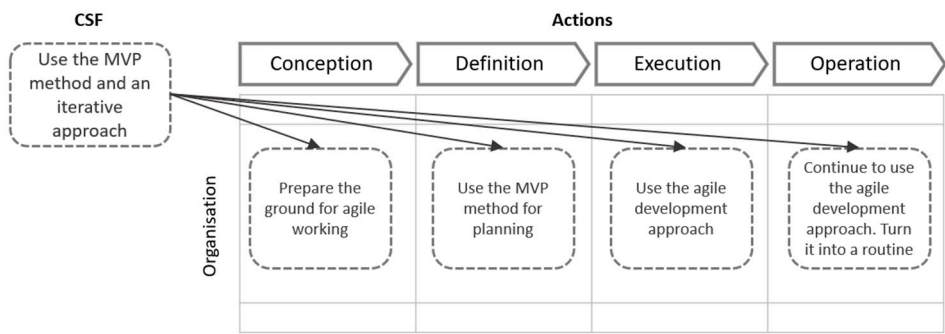 CSF
Actions
Use the MVP
method and an
iterative
approach
Conception
Definition
Execution
Operation
Organisation
Prepare the
ground for agile
working
Use the MVP
method for
planning
Use the agile
development
approach
Continue to use
the agile
development
approach. Turn
it into a routine